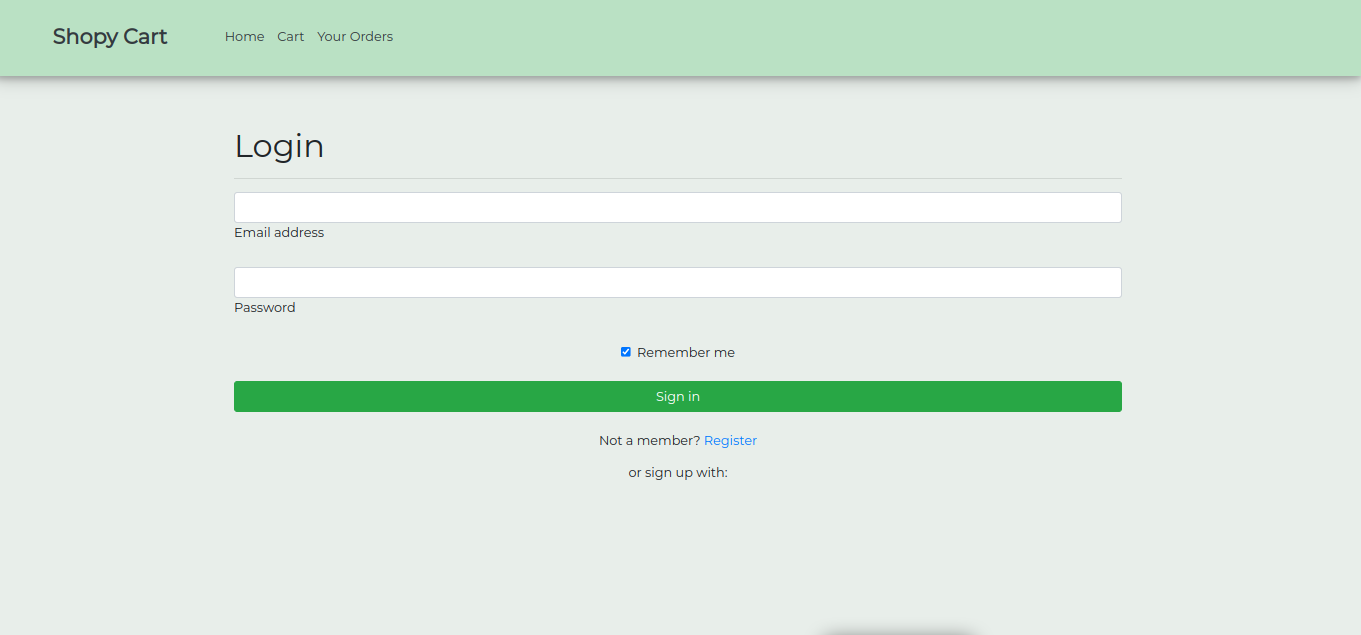 Shopy Cart Home Cart Your Orders
Login
Email address
Password
Remember me
Sign in
Not a member? Register
or sign up with: